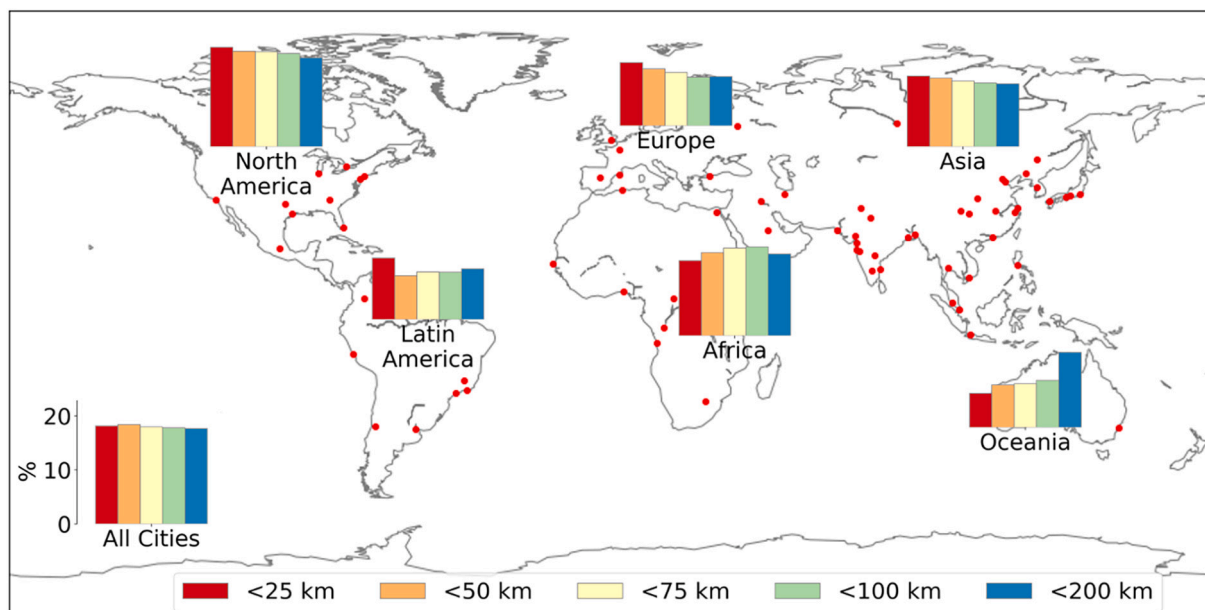 North
America
Europe
Asia
Latin
America
Africa
Oceania
20
10
0
%
All Cities
<25 km
<50 km
<75 km
<100 km
<200 km